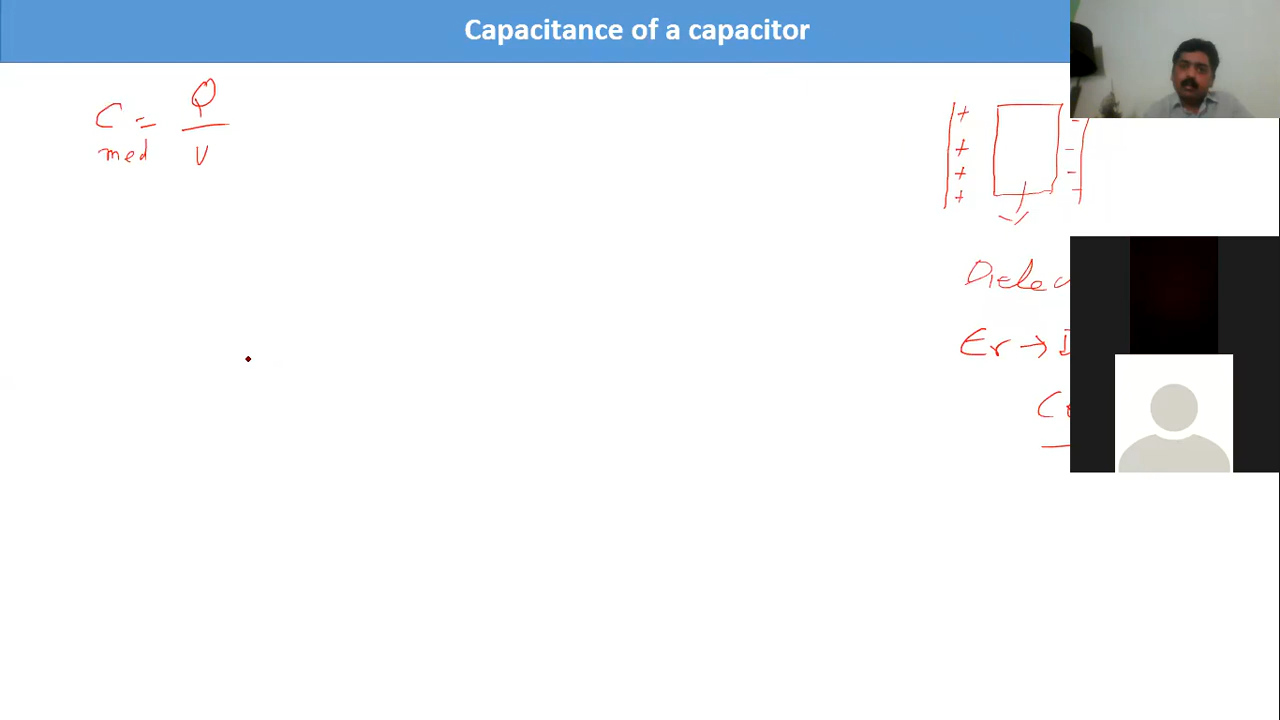 Capacitance of a capacitor
C = Q
med V
+ -
+ -
+ -
+ -
Er →